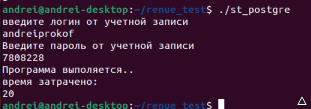 andrei@andrei-desktop:~/renue_test$ ./st_postgre
введите логин от учетной записи
andreiprokof
Введите пароль от учетной записи
7808228
Программа выполяется..
время затрачено:
20
andrei@andrei-desktop:~/renue_test$